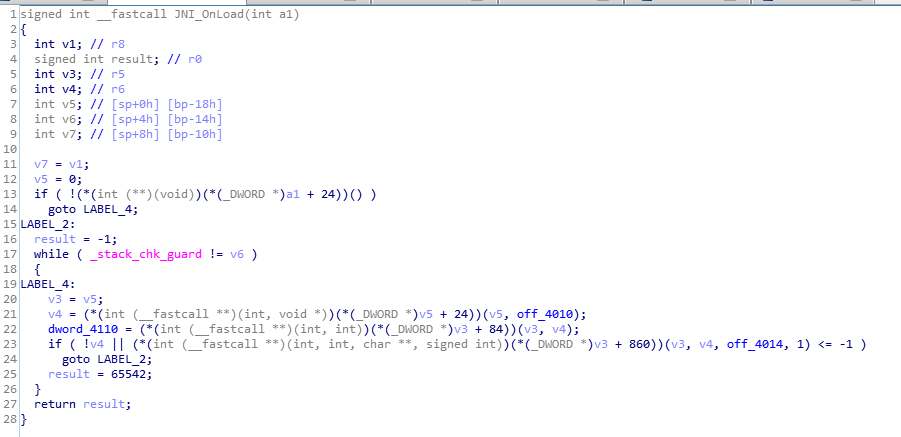 1 signed int __fastcall JNI_OnLoad(int a1)
2 {
3   int v1; // r8
4   signed int result; // r0
5   int v3; // r5
6   int v4; // r6
7   int v5; // [sp+0h] [bp-18h]
8   int v6; // [sp+4h] [bp-14h]
9   int v7; // [sp+8h] [bp-10h]
10
11   v7 = v1;
12   v5 = 0;
13   if ( !(*(int (**)(void))(*(_DWORD *)a1 + 24))() )
14     goto LABEL_4;
15 LABEL_2:
16   result = -1;
17   while ( _stack_chk_guard != v6 )
18   {
19 LABEL_4:
20     v3 = v5;
21     v4 = (*(int (__fastcall **)(int, void *))(*(_DWORD *)v5 + 24))(v5, off_4010);
22     dword_4110 = (*(int (__fastcall **)(int, int))(*(_DWORD *)v3 + 84))(v3, v4);
23     if ( !v4 || (*(int (__fastcall **)(int, int, char **, signed int))(*(_DWORD *)v3 + 860))(v3, v4, off_4014, 1) <= -1 )
24       goto LABEL_2;
25     result = 65542;
26   }
27   return result;
28 }